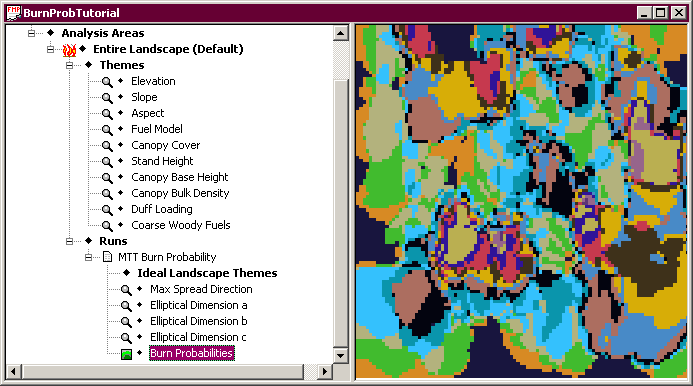 BurnProbTutorial
Analysis Areas
Entire Landscape (Default)
Themes
Elevation
Slope
Aspect
Fuel Model
Canopy Cover
Stand Height
Canopy Base Height
Canopy Bulk Density
Duff Loading
Coarse Woody Fuels
Runs
MTT Burn Probability
Ideal Landscape Themes
Max Spread Direction
Elliptical Dimension a
Elliptical Dimension b
Elliptical Dimension c
Burn Probabilities